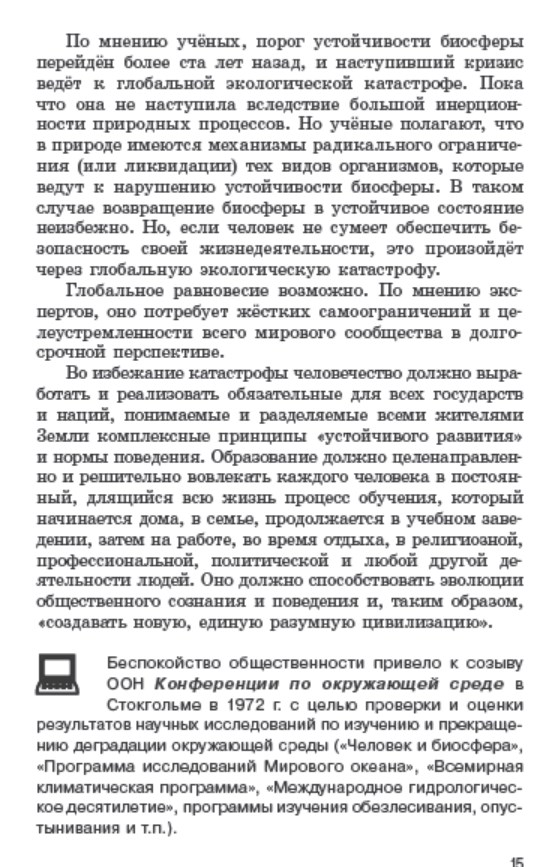 По мнению учёных, порог устойчивости биосферы
перейдён более ста лет назад, и наступивший кризис
ведёт к глобальной экологической катастрофе. Пока
что она не наступила вследствие большой инерцион-
ности природных процессов. Но учёные полагают, что
в природе имеются механизмы радикального ограниче-
ния (или ликвидации) тех видов организмов, которые
ведут к нарушению устойчивости биосферы. В таком
случае возвращение биосферы в устойчивое состояние
неизбежно. Но, если человек не сумеет обеспечить бе-
зопасность своей жизнедеятельности, это произойдёт
через глобальную экологическую катастрофу.
Глобальное равновесие возможно. По мнению экс-
пертов, оно потребует жёстких самоограничений и це-
леустремленности всего мирового сообщества в долго-
срочной перспективе.
Во избежание катастрофы человечество должно выра-
ботать и реализовать обязательные для всех государств
и наций, понимаемые и разделяемые всеми жителями
Земли комплексные принципы «устойчивого развития»
и нормы поведения. Образование должно целенаправлен-
но и решительно вовлекать каждого человека в постоян-
ный, длящийся всю жизнь процесс обучения, который
начинается дома, в семье, продолжается в учебном заве-
дении, затем на работе, во время отдыха, в религиозной,
профессиональной, политической и любой другой де-
ятельности людей. Оно должно способствовать эволюции
общественного сознания и поведения и, таким образом,
«создавать новую, единую разумную цивилизацию».
Беспокойство общественности привело к созыву
ООН Конференции по окружающей среде в
Стокгольме в 1972 г. с целью проверки и оценки
результатов научных исследований по изучению и прекраще-
нию деградации окружающей среды («Человек и биосфера»,
«Программа исследований Мирового океана», «Всемирная
климатическая программа», «Международное гидрологичес-
кое десятилетие», программы изучения обезлесивания, опус-
тынивания и т.п.).
15